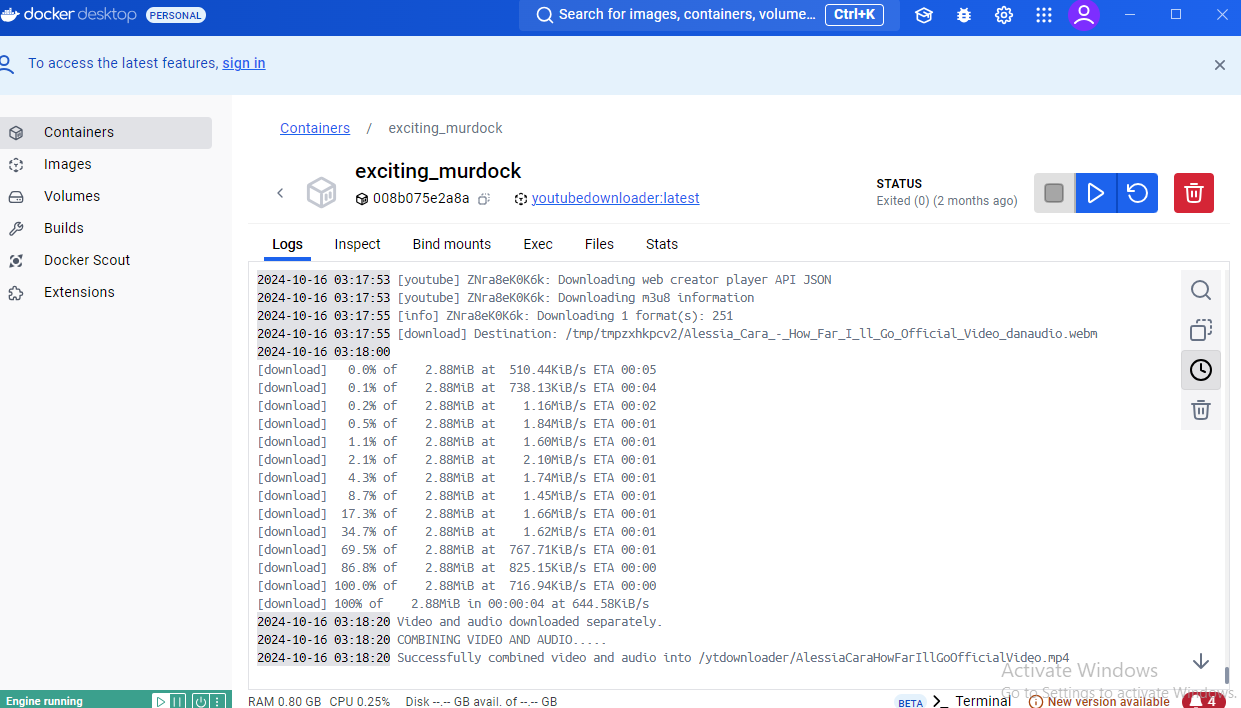 docker desktop PERSONAL Search for images, containers, volume... Ctrl+K
To access the latest features, sign in
Containers
Images
Volumes
Builds
Docker Scout
Extensions
Containers / exciting_murdock
exciting_murdock
008b075e2a8a youtubedownloader:latest
STATUS
Exited (0) (2 months ago)
Logs Inspect Bind mounts Exec Files Stats
2024-10-16 03:17:53 [youtube] ZNra8eK0K6k: Downloading web creator player API JSON
2024-10-16 03:17:53 [youtube] ZNra8eK0K6k: Downloading m3u8 information
2024-10-16 03:17:55 [info] ZNra8eK0K6k: Downloading 1 format(s): 251
2024-10-16 03:17:55 [download] Destination: /tmp/tmpzxhkpcv2/Alessia_Cara_-_How_Far_I_ll_Go_Official_Video_danaudio.webm
2024-10-16 03:18:00
[download] 0.0% of 2.88MiB at 510.44KiB/s ETA 00:05
[download] 0.1% of 2.88MiB at 738.13KiB/s ETA 00:04
[download] 0.2% of 2.88MiB at 1.16MiB/s ETA 00:02
[download] 0.5% of 2.88MiB at 1.84MiB/s ETA 00:01
[download] 1.1% of 2.88MiB at 1.60MiB/s ETA 00:01
[download] 2.1% of 2.88MiB at 2.10MiB/s ETA 00:01
[download] 4.3% of 2.88MiB at 1.74MiB/s ETA 00:01
[download] 8.7% of 2.88MiB at 1.45MiB/s ETA 00:01
[download] 17.3% of 2.88MiB at 1.66MiB/s ETA 00:01
[download] 34.7% of 2.88MiB at 1.62MiB/s ETA 00:01
[download] 69.5% of 2.88MiB at 767.71KiB/s ETA 00:01
[download] 86.8% of 2.88MiB at 825.15KiB/s ETA 00:00
[download] 100.0% of 2.88MiB at 716.94KiB/s ETA 00:00
[download] 100% of 2.88MiB in 00:00:04 at 644.58KiB/s
2024-10-16 03:18:20 Video and audio downloaded separately.
2024-10-16 03:18:20 COMBINING VIDEO AND AUDIO.....
2024-10-16 03:18:20 Successfully combined video and audio into /ytdownloader/AlessiaCaraHowFarIllGoOfficialVideo.mp4
Activate Windows
Go to Settings to activate Windows.
Engine running RAM 0.80 GB CPU 0.25% Disk --.-- GB avail. of --.-- GB BETA >_ Terminal New version available 4